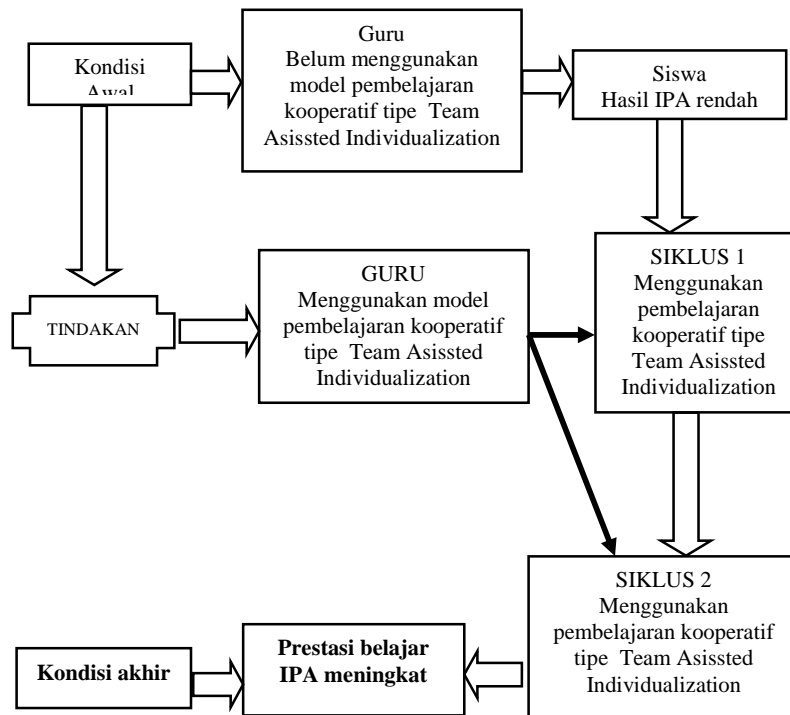 Kondisi
Awal
Guru
Belum menggunakan
model pembelajaran
kooperatif tipe  Team
Asissted Individualization
Siswa
Hasil IPA rendah
TINDAKAN
GURU
Menggunakan model
pembelajaran kooperatif
tipe  Team Asissted
Individualization
SIKLUS 1
Menggunakan
pembelajaran
kooperatif tipe
Team Asissted
Individualization
SIKLUS 2
Menggunakan
pembelajaran kooperatif
tipe  Team Asissted
Individualization
Kondisi akhir
Prestasi belajar
IPA meningkat